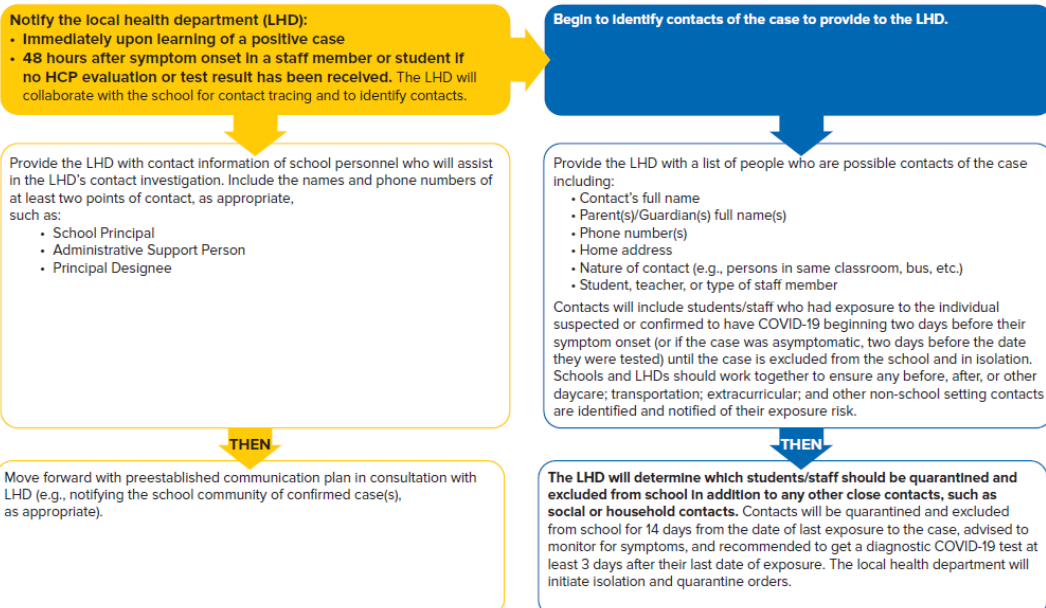 Notify the local health department (LHD):
• Immediately upon learning of a positive case
• 48 hours after symptom onset in a staff member or student if
no HCP evaluation or test result has been received. The LHD will
collaborate with the school for contact tracing and to identify contacts.
Begin to identify contacts of the case to provide to the LHD.
Provide the LHD with contact information of school personnel who will assist
in the LHD's contact investigation. Include the names and phone numbers of
at least two points of contact, as appropriate,
such as:
• School Principal
• Administrative Support Person
• Principal Designee
Provide the LHD with a list of people who are possible contacts of the case
including:
• Contact's full name
• Parent(s)/Guardian(s) full name(s)
• Phone number(s)
• Home address
• Nature of contact (e.g., persons in same classroom, bus, etc.)
• Student, teacher, or type of staff member
Contacts will include students/staff who had exposure to the individual
suspected or confirmed to have COVID-19 beginning two days before their
symptom onset (or if the case was asymptomatic, two days before the date
they were tested) until the case is excluded from the school and in isolation.
Schools and LHDs should work together to ensure any before, after, or other
daycare; transportation; extracurricular; and other non-school setting contacts
are identified and notified of their exposure risk.
THEN
THEN
Move forward with preestablished communication plan in consultation with
LHD (e.g., notifying the school community of confirmed case(s),
as appropriate).
The LHD will determine which students/staff should be quarantined and
excluded from school in addition to any other close contacts, such as
social or household contacts. Contacts will be quarantined and excluded
from school for 14 days from the date of last exposure to the case, advised to
monitor for symptoms, and recommended to get a diagnostic COVID-19 test at
least 3 days after their last date of exposure. The local health department will
initiate isolation and quarantine orders.